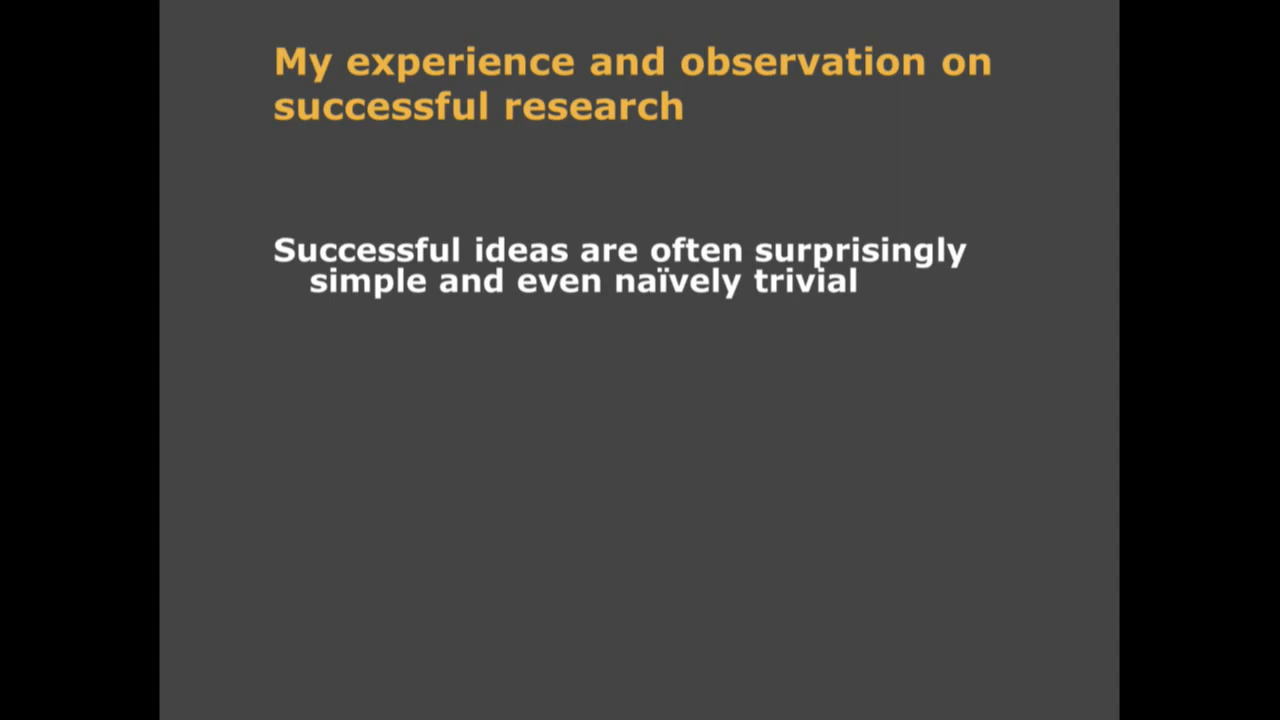 My experience and observation on
successful research
Successful ideas are often surprisingly
simple and even naïvely trivial